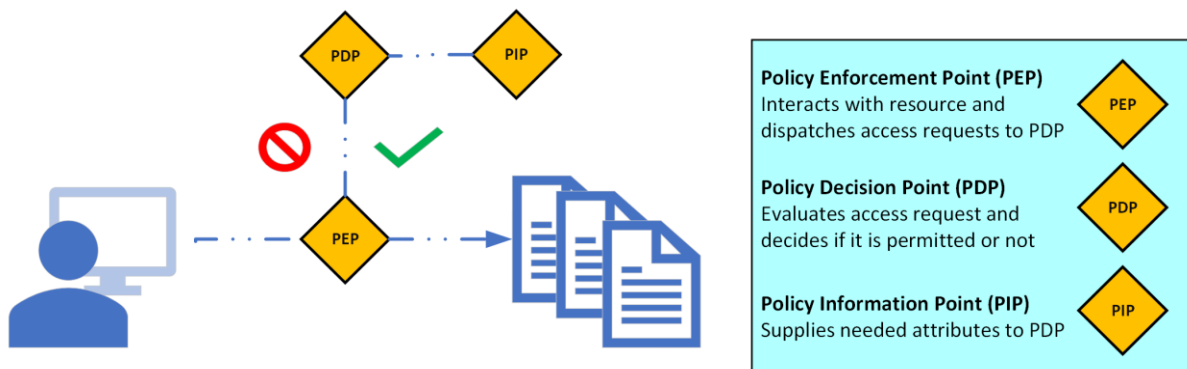 PDP
PIP
PEP
Policy Enforcement Point (PEP)
Interacts with resource and
dispatches access requests to PDP
PEP
Policy Decision Point (PDP)
Evaluates access request and
decides if it is permitted or not
PDP
Policy Information Point (PIP)
Supplies needed attributes to PDP
PIP